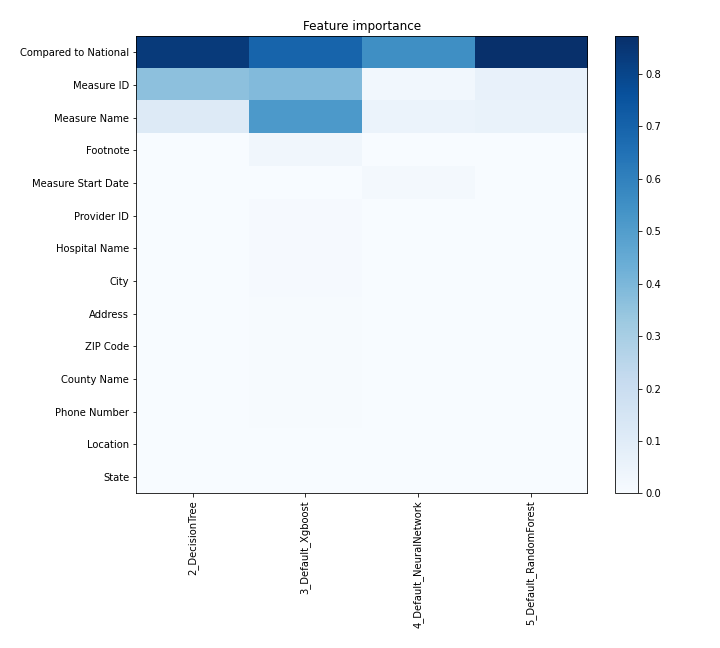 Feature importance
Compared to National
Measure ID
Measure Name
Footnote
Measure Start Date
Provider ID
Hospital Name
City
Address
ZIP Code
County Name
Phone Number
Location
State
0.8
0.7
0.6
0.5
0.4
0.3
0.2
0.1
0.0
2_DecisionTree
3_Default_Xgboost
4_Default_NeuralNetwork
5_Default_RandomForest